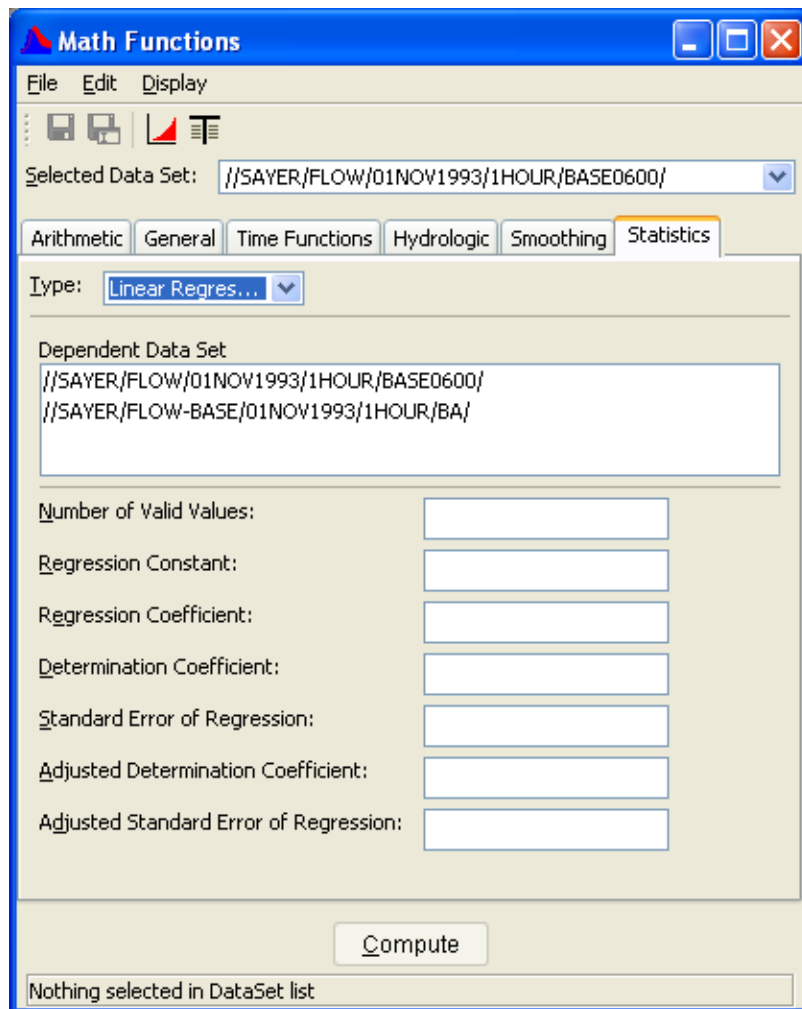 Math Functions
File Edit Display
Selected Data Set: //SAYER/FLOW/01NOV1993/1HOUR/BASE0600/
Arithmetic General Time Functions Hydrologic Smoothing Statistics
Type: Linear Regres...
Dependent Data Set
//SAYER/FLOW/01NOV1993/1HOUR/BASE0600/
//SAYER/FLOW-BASE/01NOV1993/1HOUR/BA/
Number of Valid Values:
Regression Constant:
Regression Coefficient:
Determination Coefficient:
Standard Error of Regression:
Adjusted Determination Coefficient:
Adjusted Standard Error of Regression:
Compute
Nothing selected in DataSet list